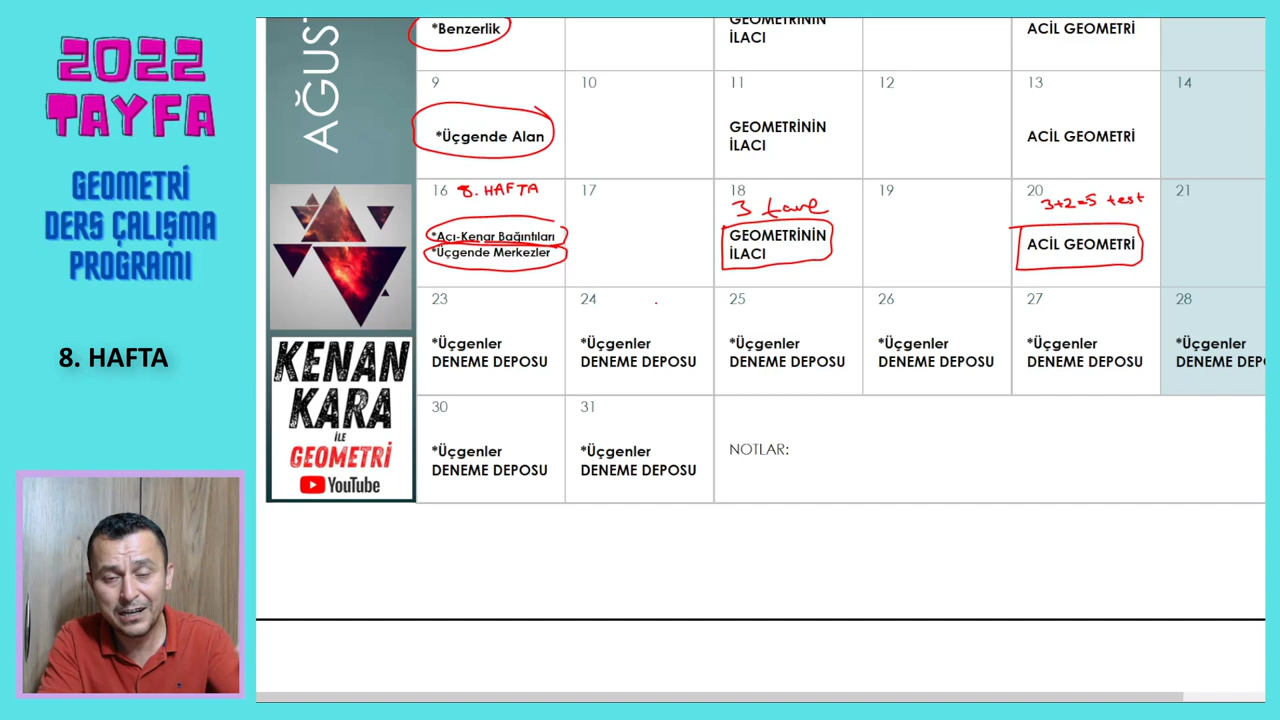 2022
TAYFA
GEOMETRİ
DERS ÇALIŞMA
PROGRAMI
8. HAFTA
AĞUS
*Benzerlik
GEOMETRİNİN
İLACI
ACİL GEOMETRİ
9
10
11
12
13
14
*Üçgende Alan
GEOMETRİNİN
İLACI
ACİL GEOMETRİ
16
8. HAFTA
17
18
19
20
21
3 tane
3+2=5 test
*Açı-Kenar Bağıntıları
*Üçgende Merkezler
GEOMETRİNİN
İLACI
ACİL GEOMETRİ
23
24
25
26
27
28
*Üçgenler
DENEME DEPOSU
*Üçgenler
DENEME DEPOSU
*Üçgenler
DENEME DEPOSU
*Üçgenler
DENEME DEPOSU
*Üçgenler
DENEME DEPOSU
*Üçgenler
DENEME DEPO
30
31
*Üçgenler
DENEME DEPOSU
*Üçgenler
DENEME DEPOSU
NOTLAR:
KENAN
KARA
İLE
GEOMETRİ
YouTube